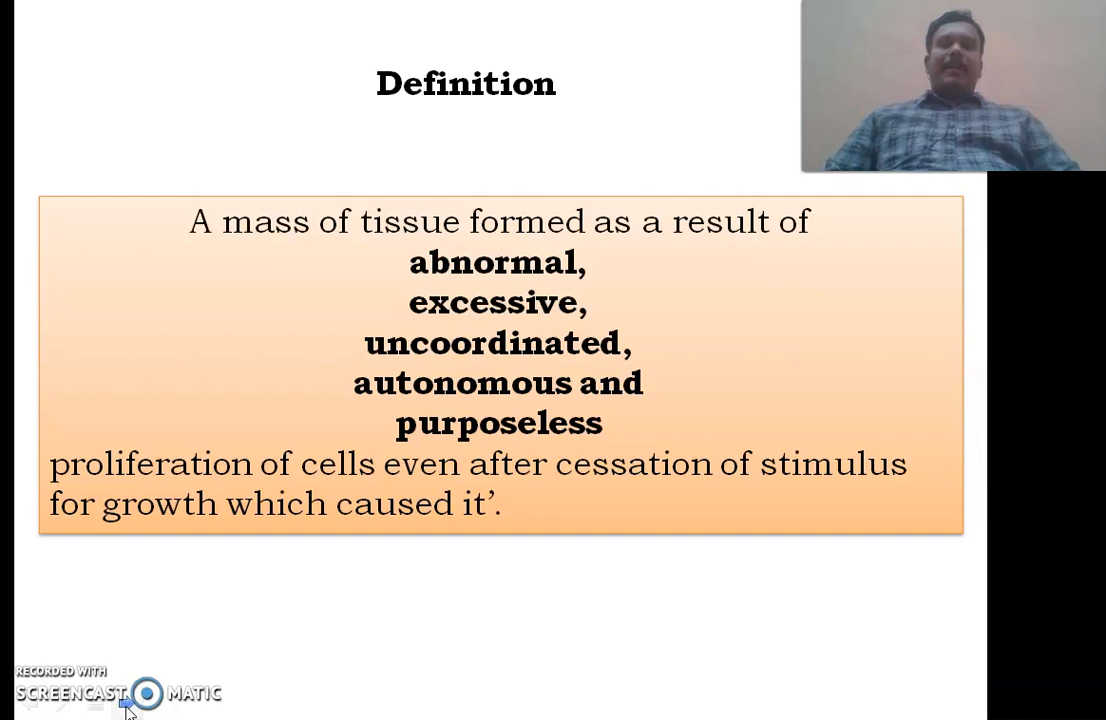 Definition
A mass of tissue formed as a result of
abnormal,
excessive,
uncoordinated,
autonomous and
purposeless
proliferation of cells even after cessation of stimulus
for growth which caused it’.
RECORDED WITH
SCREENCAST MATIC